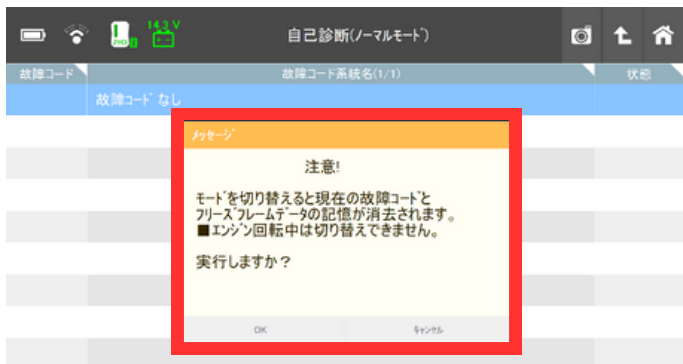 14.3 V
自己診断(ノーマルモード)
故障コード 故障コード系統名(1/1) 状態
故障コード なし
メッセージ
注意!
モードを切り替えると現在の故障コードと
フリーズフレームデータの記憶が消去されます。
■エンジン回転中は切り替えできません。
実行しますか？
OK キャンセル